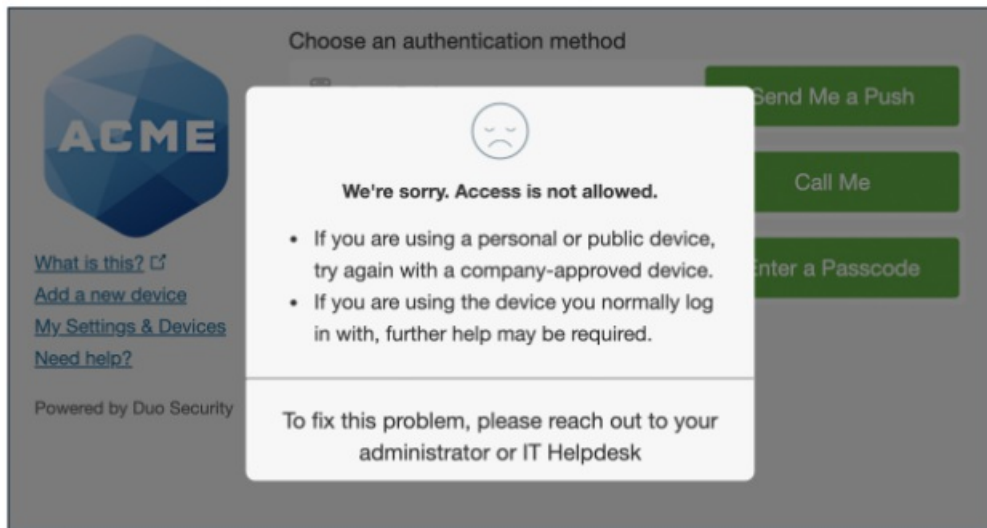 Choose an authentication method
ACME
Send Me a Push
Call Me
Enter a Passcode
What is this?
Add a new device
My Settings & Devices
Need help?
Powered by Duo Security
We're sorry. Access is not allowed.
• If you are using a personal or public device,
try again with a company-approved device.
• If you are using the device you normally log
in with, further help may be required.
To fix this problem, please reach out to your
administrator or IT Helpdesk